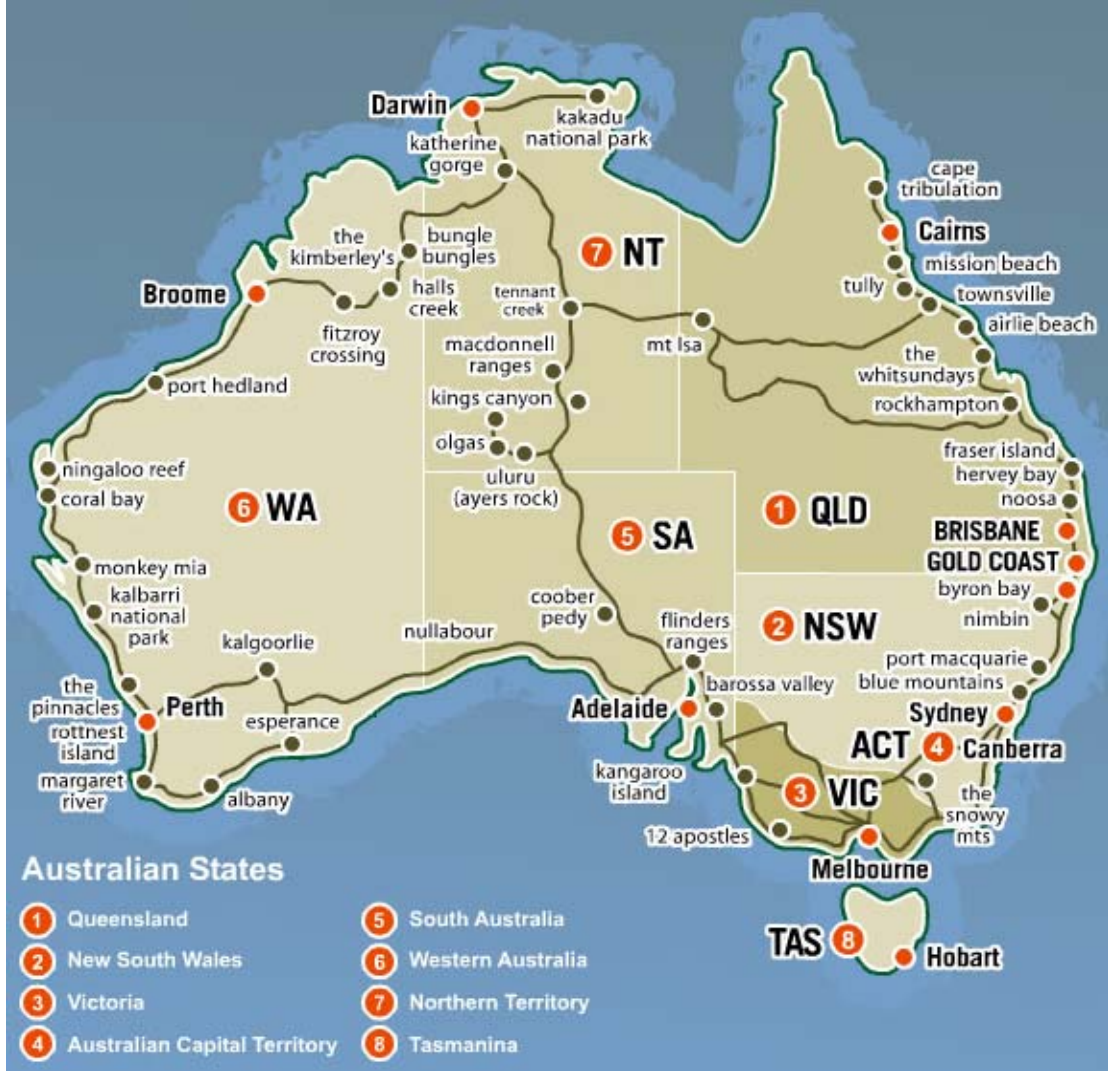 Darwin
kakadu
national park
katherine
gorge
cape
tribulation
Cairns
the
kimberley's
bungle
bungles
7 NT
mission beach
Broome
halls
creek
tennant
creek
tully
townsville
airlie beach
fitzroy
crossing
macdonnell
ranges
mt lsa
the
whitsundays
port hedland
kings canyon
rockhampton
olgas
uluru
(ayers rock)
fraser island
hervey bay
ningaloo reef
coral bay
noosa
6 WA
5 SA
1 QLD
BRISBANE
GOLD COAST
monkey mia
byron bay
kalbarri
national
park
coober
pedy
flinders
ranges
2 NSW
nimbin
kalgoorlie
nullabour
port macquarie
blue mountains
the
pinnacles
Perth
barossa valley
rottnest
island
esperance
Adelaide
Sydney
ACT 4 Canberra
margaret
river
albany
kangaroo
island
3 VIC
the
snowy
mts
12 apostles
Melbourne
TAS 8
Hobart
Australian States
1 Queensland
2 New South Wales
3 Victoria
4 Australian Capital Territory
5 South Australia
6 Western Australia
7 Northern Territory
8 Tasmanina